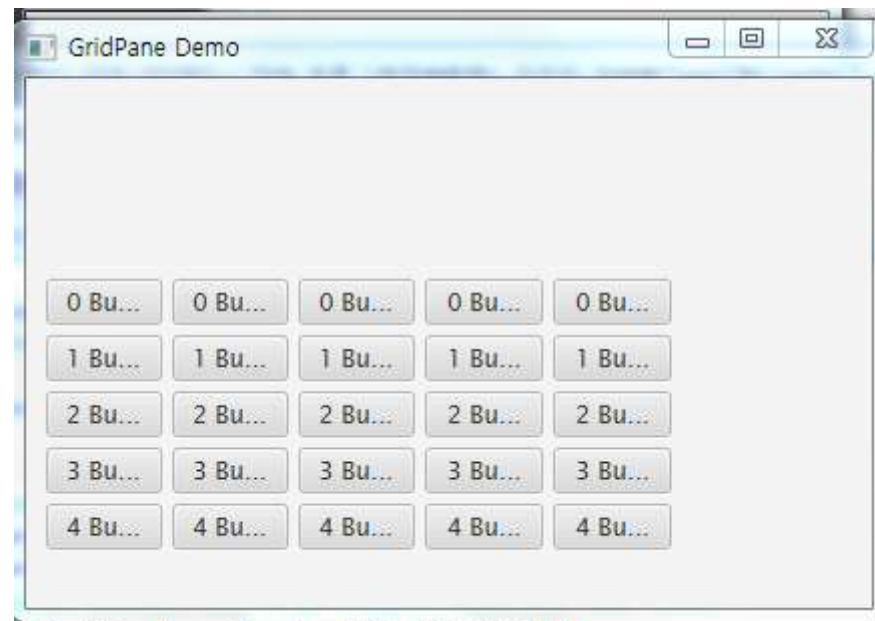 GridPane Demo
0 Bu... 0 Bu... 0 Bu... 0 Bu... 0 Bu...
1 Bu... 1 Bu... 1 Bu... 1 Bu... 1 Bu...
2 Bu... 2 Bu... 2 Bu... 2 Bu... 2 Bu...
3 Bu... 3 Bu... 3 Bu... 3 Bu... 3 Bu...
4 Bu... 4 Bu... 4 Bu... 4 Bu... 4 Bu...